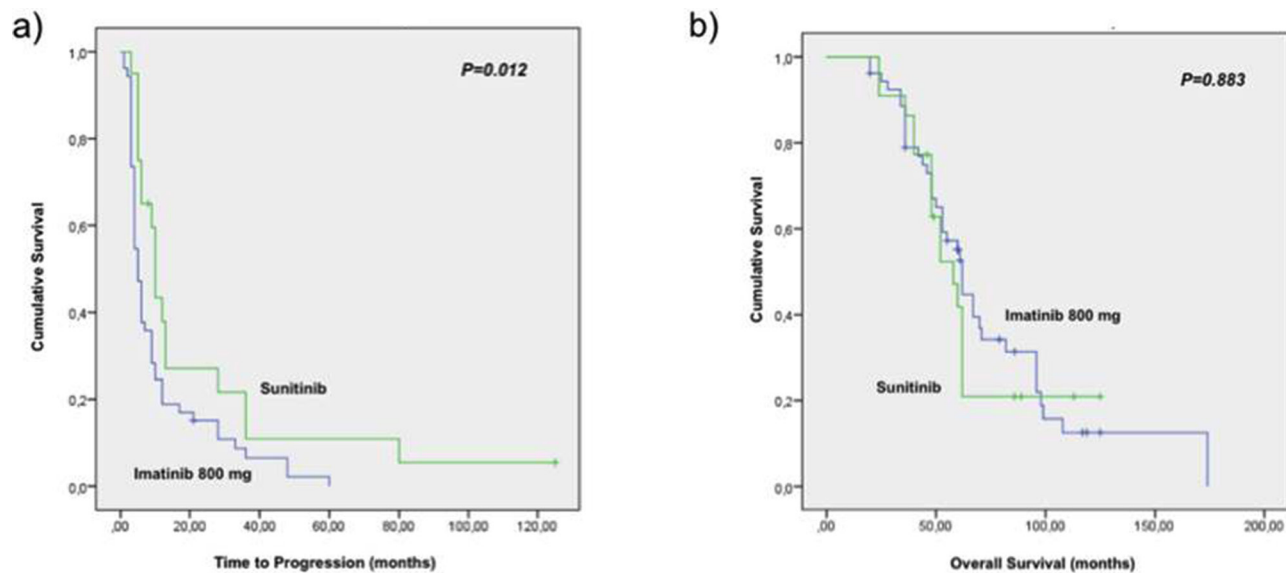 a)
P=0.012
1,0
0,8
0,6
0,4
0,2
0,0
Cumulative Survival
Sunitinib
Imatinib 800 mg
,00 20,00 40,00 60,00 80,00 100,00 120,00
Time to Progression (months)
b)
P=0.883
1,0
0,8
0,6
0,4
0,2
0,0
Cumulative Survival
Imatinib 800 mg
Sunitinib
,00 50,00 100,00 150,00 200,00
Overall Survival (months)